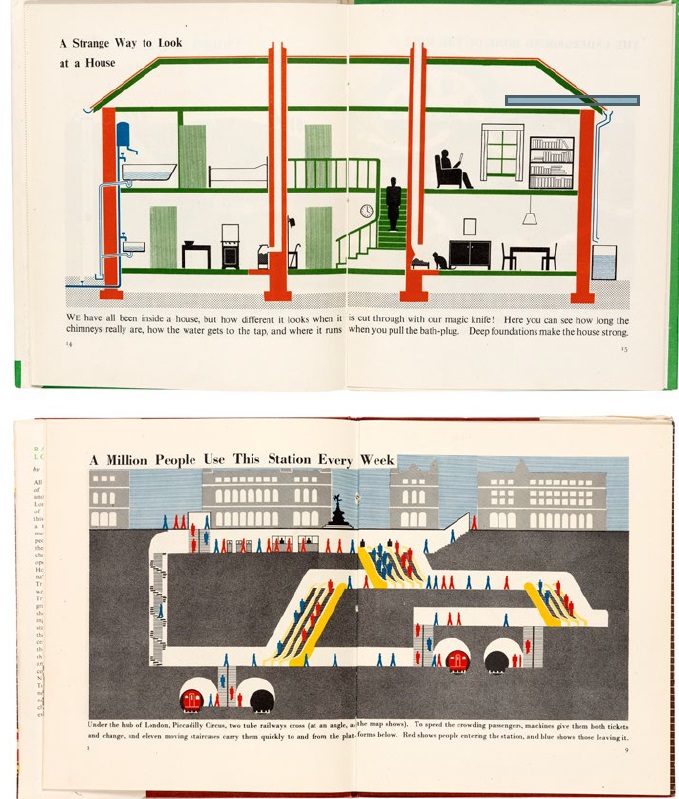 A Strange Way to Look
at a House
WE have all been inside a house, but how different it looks when it is cut through with our magic knife! Here you can see how long the
chimneys really are, how the water gets to the tap, and where it runs when you pull the bath-plug. Deep foundations make the house strong.
14
15
A Million People Use This Station Every Week
Under the hub of London, Piccadilly Circus, two tube railways cross (at an angle, as the map shows). To speed the crowding passengers, machines give them both tickets
and change, and eleven moving staircases carry them quickly to and from the plat-forms below. Red shows people entering the station, and blue shows those leaving it.
9